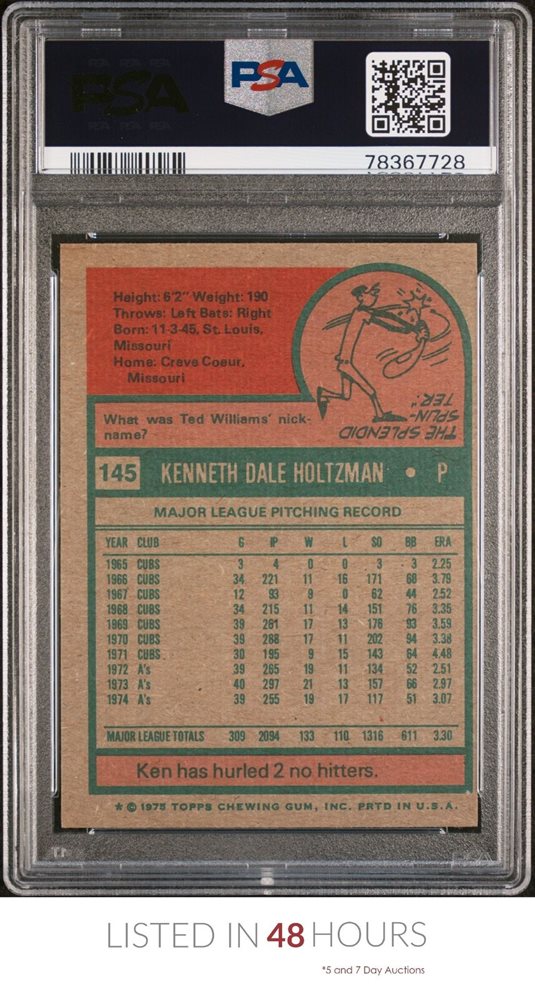 PSA
78367728
Height: 6'2" Weight: 190
Throws: Left Bats: Right
Born: 11-3-45, St. Louis,
Missouri
Home: Creve Coeur,
Missouri
THE SPLENDID
SPLIN-
TER!
What was Ted Williams' nick-
name?
145 KENNETH DALE HOLTZMAN • P
MAJOR LEAGUE PITCHING RECORD
YEAR CLUB G IP W L SO BB ERA
1965 CUBS 3 4 0 0 3 3 2.25
1966 CUBS 34 221 11 16 171 68 3.79
1967 CUBS 12 93 9 0 62 44 2.52
1968 CUBS 34 215 11 14 151 76 3.35
1969 CUBS 39 261 17 13 176 93 3.59
1970 CUBS 39 288 17 11 202 94 3.38
1971 CUBS 30 195 9 15 143 64 4.48
1972 A's 39 265 19 11 134 52 2.51
1973 A's 40 297 21 13 157 66 2.97
1974 A's 39 255 19 17 117 51 3.07
MAJOR LEAGUE TOTALS 309 2094 133 110 1316 611 3.30
Ken has hurled 2 no hitters.
* © 1975 TOPPS CHEWING GUM, INC. PRTD IN U.S.A.
LISTED IN 48 HOURS
*5 and 7 Day Auctions